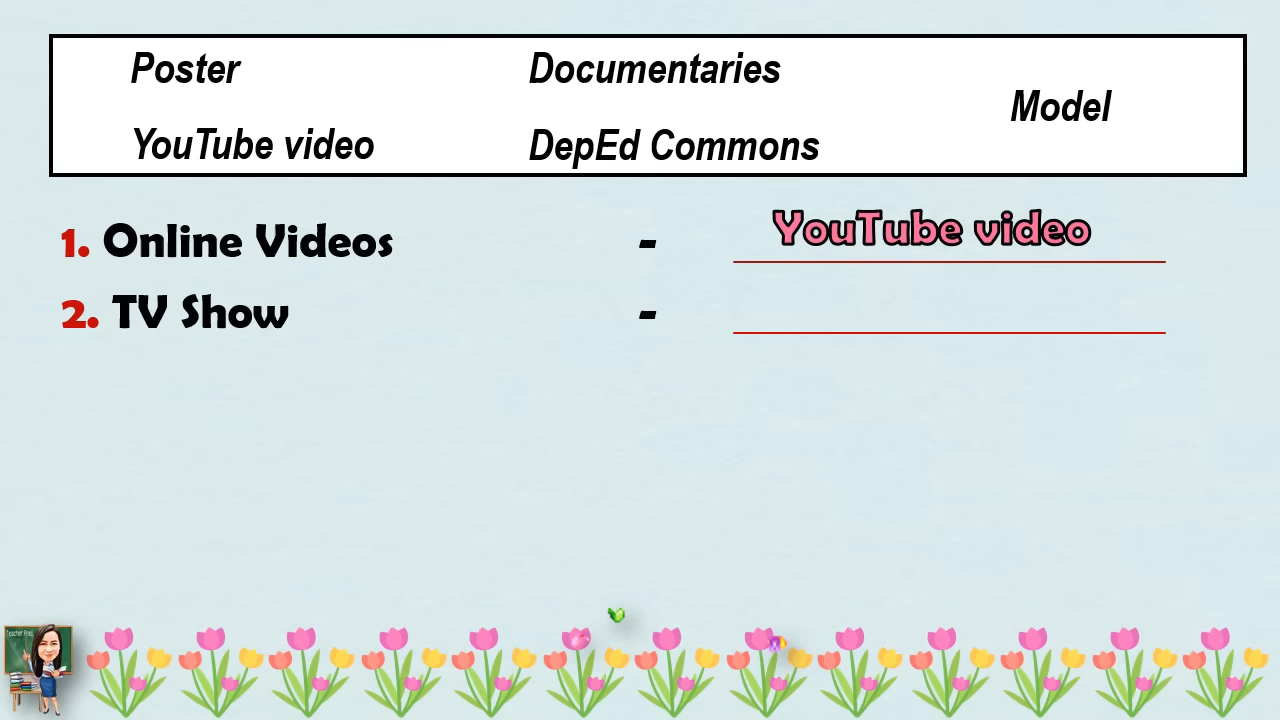 Poster
Documentaries
Model
YouTube video
DepEd Commons
1. Online Videos - YouTube video
2. TV Show -